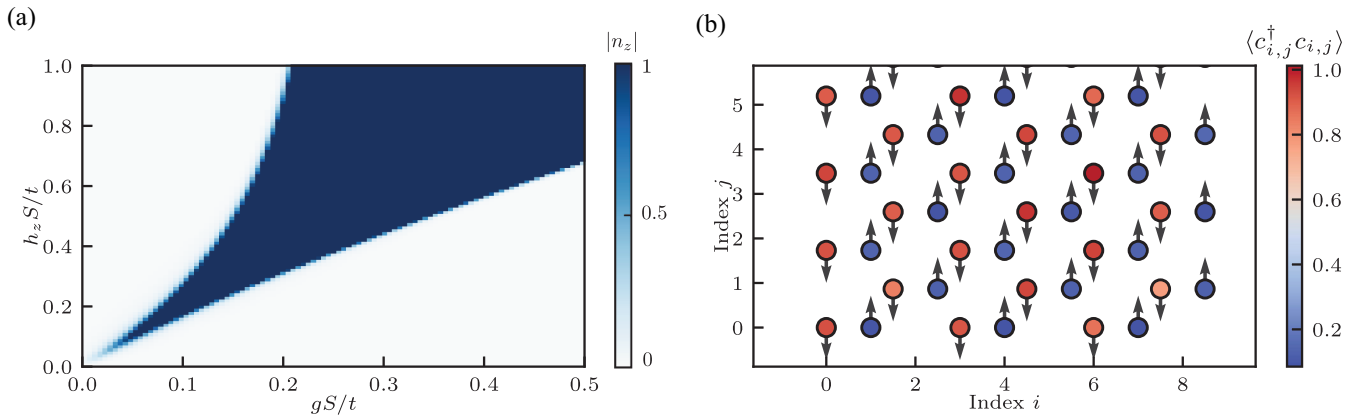 (a)
|n_z|
1.0
0.8
0.6
0.4
0.2
0.0
h_z S/t
0.0 0.1 0.2 0.3 0.4 0.5
gS/t
1
0.5
0
(b)
⟨c†_{i,j} c_{i,j}⟩
5
4
3
2
1
0
Index j
0 2 4 6 8
Index i
1.0
0.8
0.6
0.4
0.2